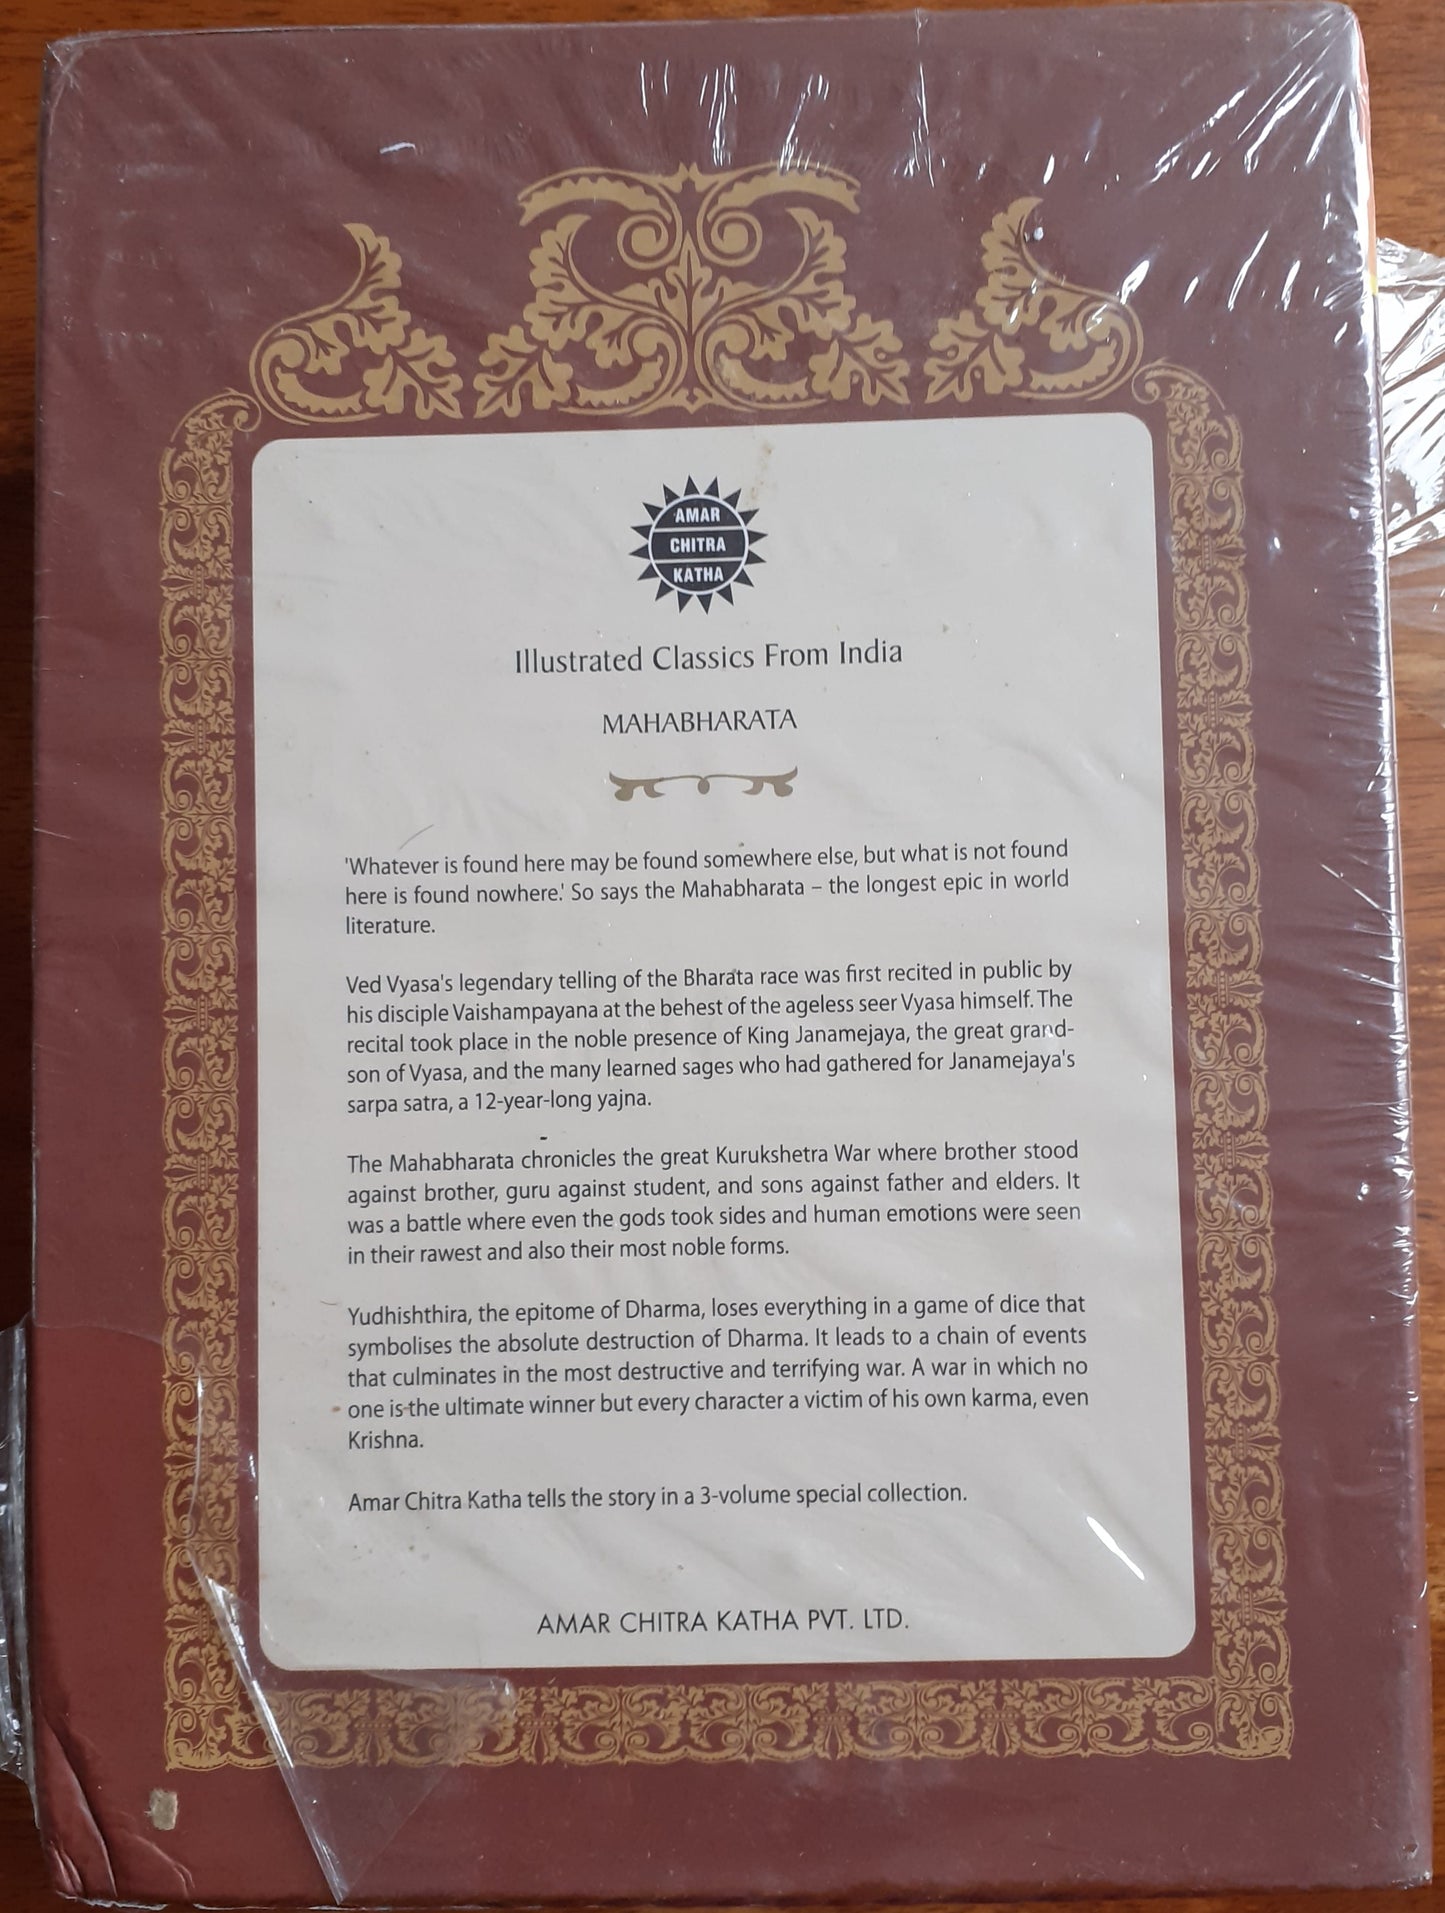 AMAR
CHITRA
KATHA
Illustrated Classics From India
MAHABHARATA
'Whatever is found here may be found somewhere else, but what is not found
here is found nowhere.' So says the Mahabharata – the longest epic in world
literature.
Ved Vyasa's legendary telling of the Bharata race was first recited in public by
his disciple Vaishampayana at the behest of the ageless seer Vyasa himself. The
recital took place in the noble presence of King Janamejaya, the great grand-
son of Vyasa, and the many learned sages who had gathered for Janamejaya's
sarpa satra, a 12-year-long yajna.
The Mahabharata chronicles the great Kurukshetra War where brother stood
against brother, guru against student, and sons against father and elders. It
was a battle where even the gods took sides and human emotions were seen
in their rawest and also their most noble forms.
Yudhishthira, the epitome of Dharma, loses everything in a game of dice that
symbolises the absolute destruction of Dharma. It leads to a chain of events
that culminates in the most destructive and terrifying war. A war in which no
one is the ultimate winner but every character a victim of his own karma, even
Krishna.
Amar Chitra Katha tells the story in a 3-volume special collection.
AMAR CHITRA KATHA PVT. LTD.